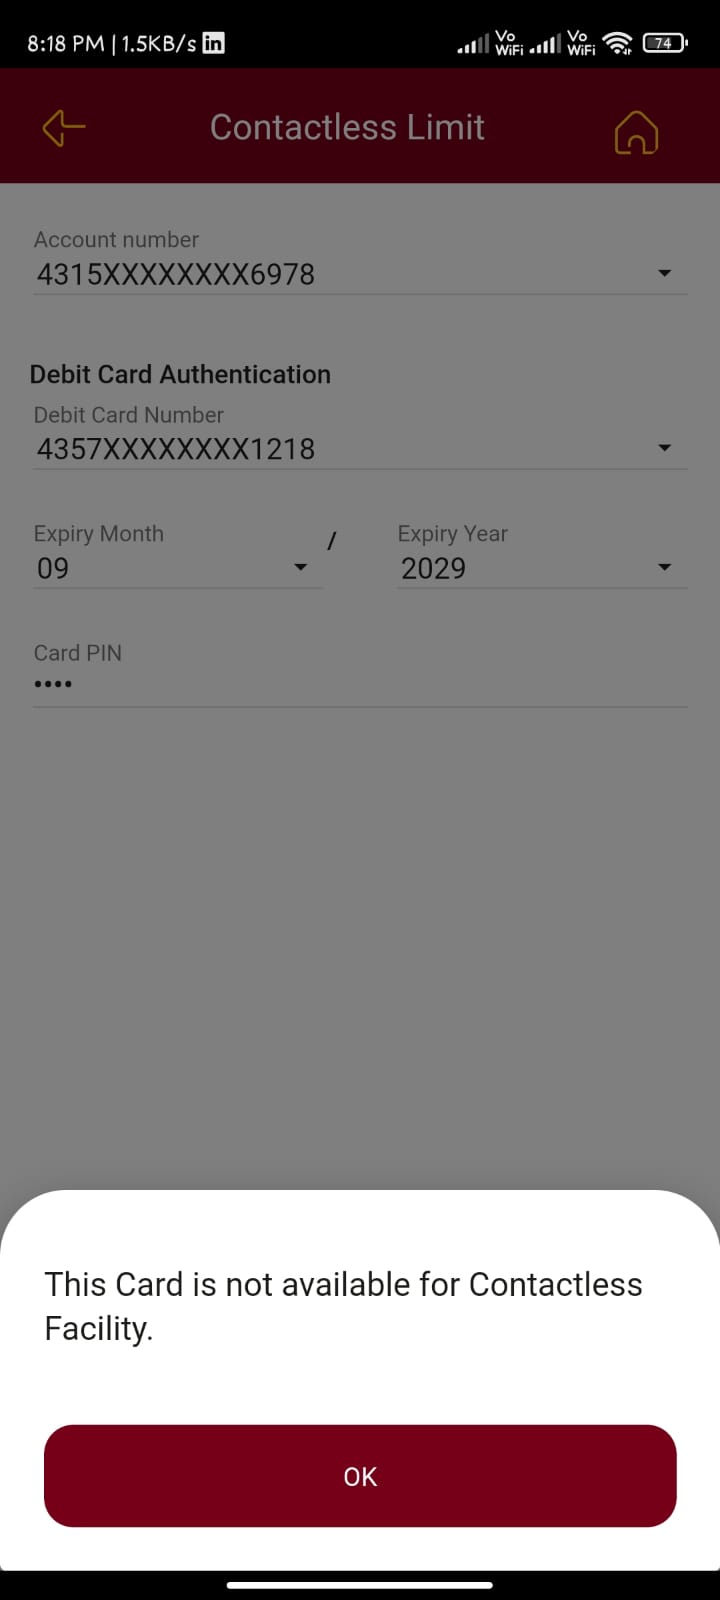 8:18 PM | 1.5KB/s in
Vo WiFi Vo WiFi 74
Contactless Limit
Account number
4315XXXXXXXX6978
Debit Card Authentication
Debit Card Number
4357XXXXXXXX1218
Expiry Month / Expiry Year
09 2029
Card PIN
••••
This Card is not available for Contactless
Facility.
OK